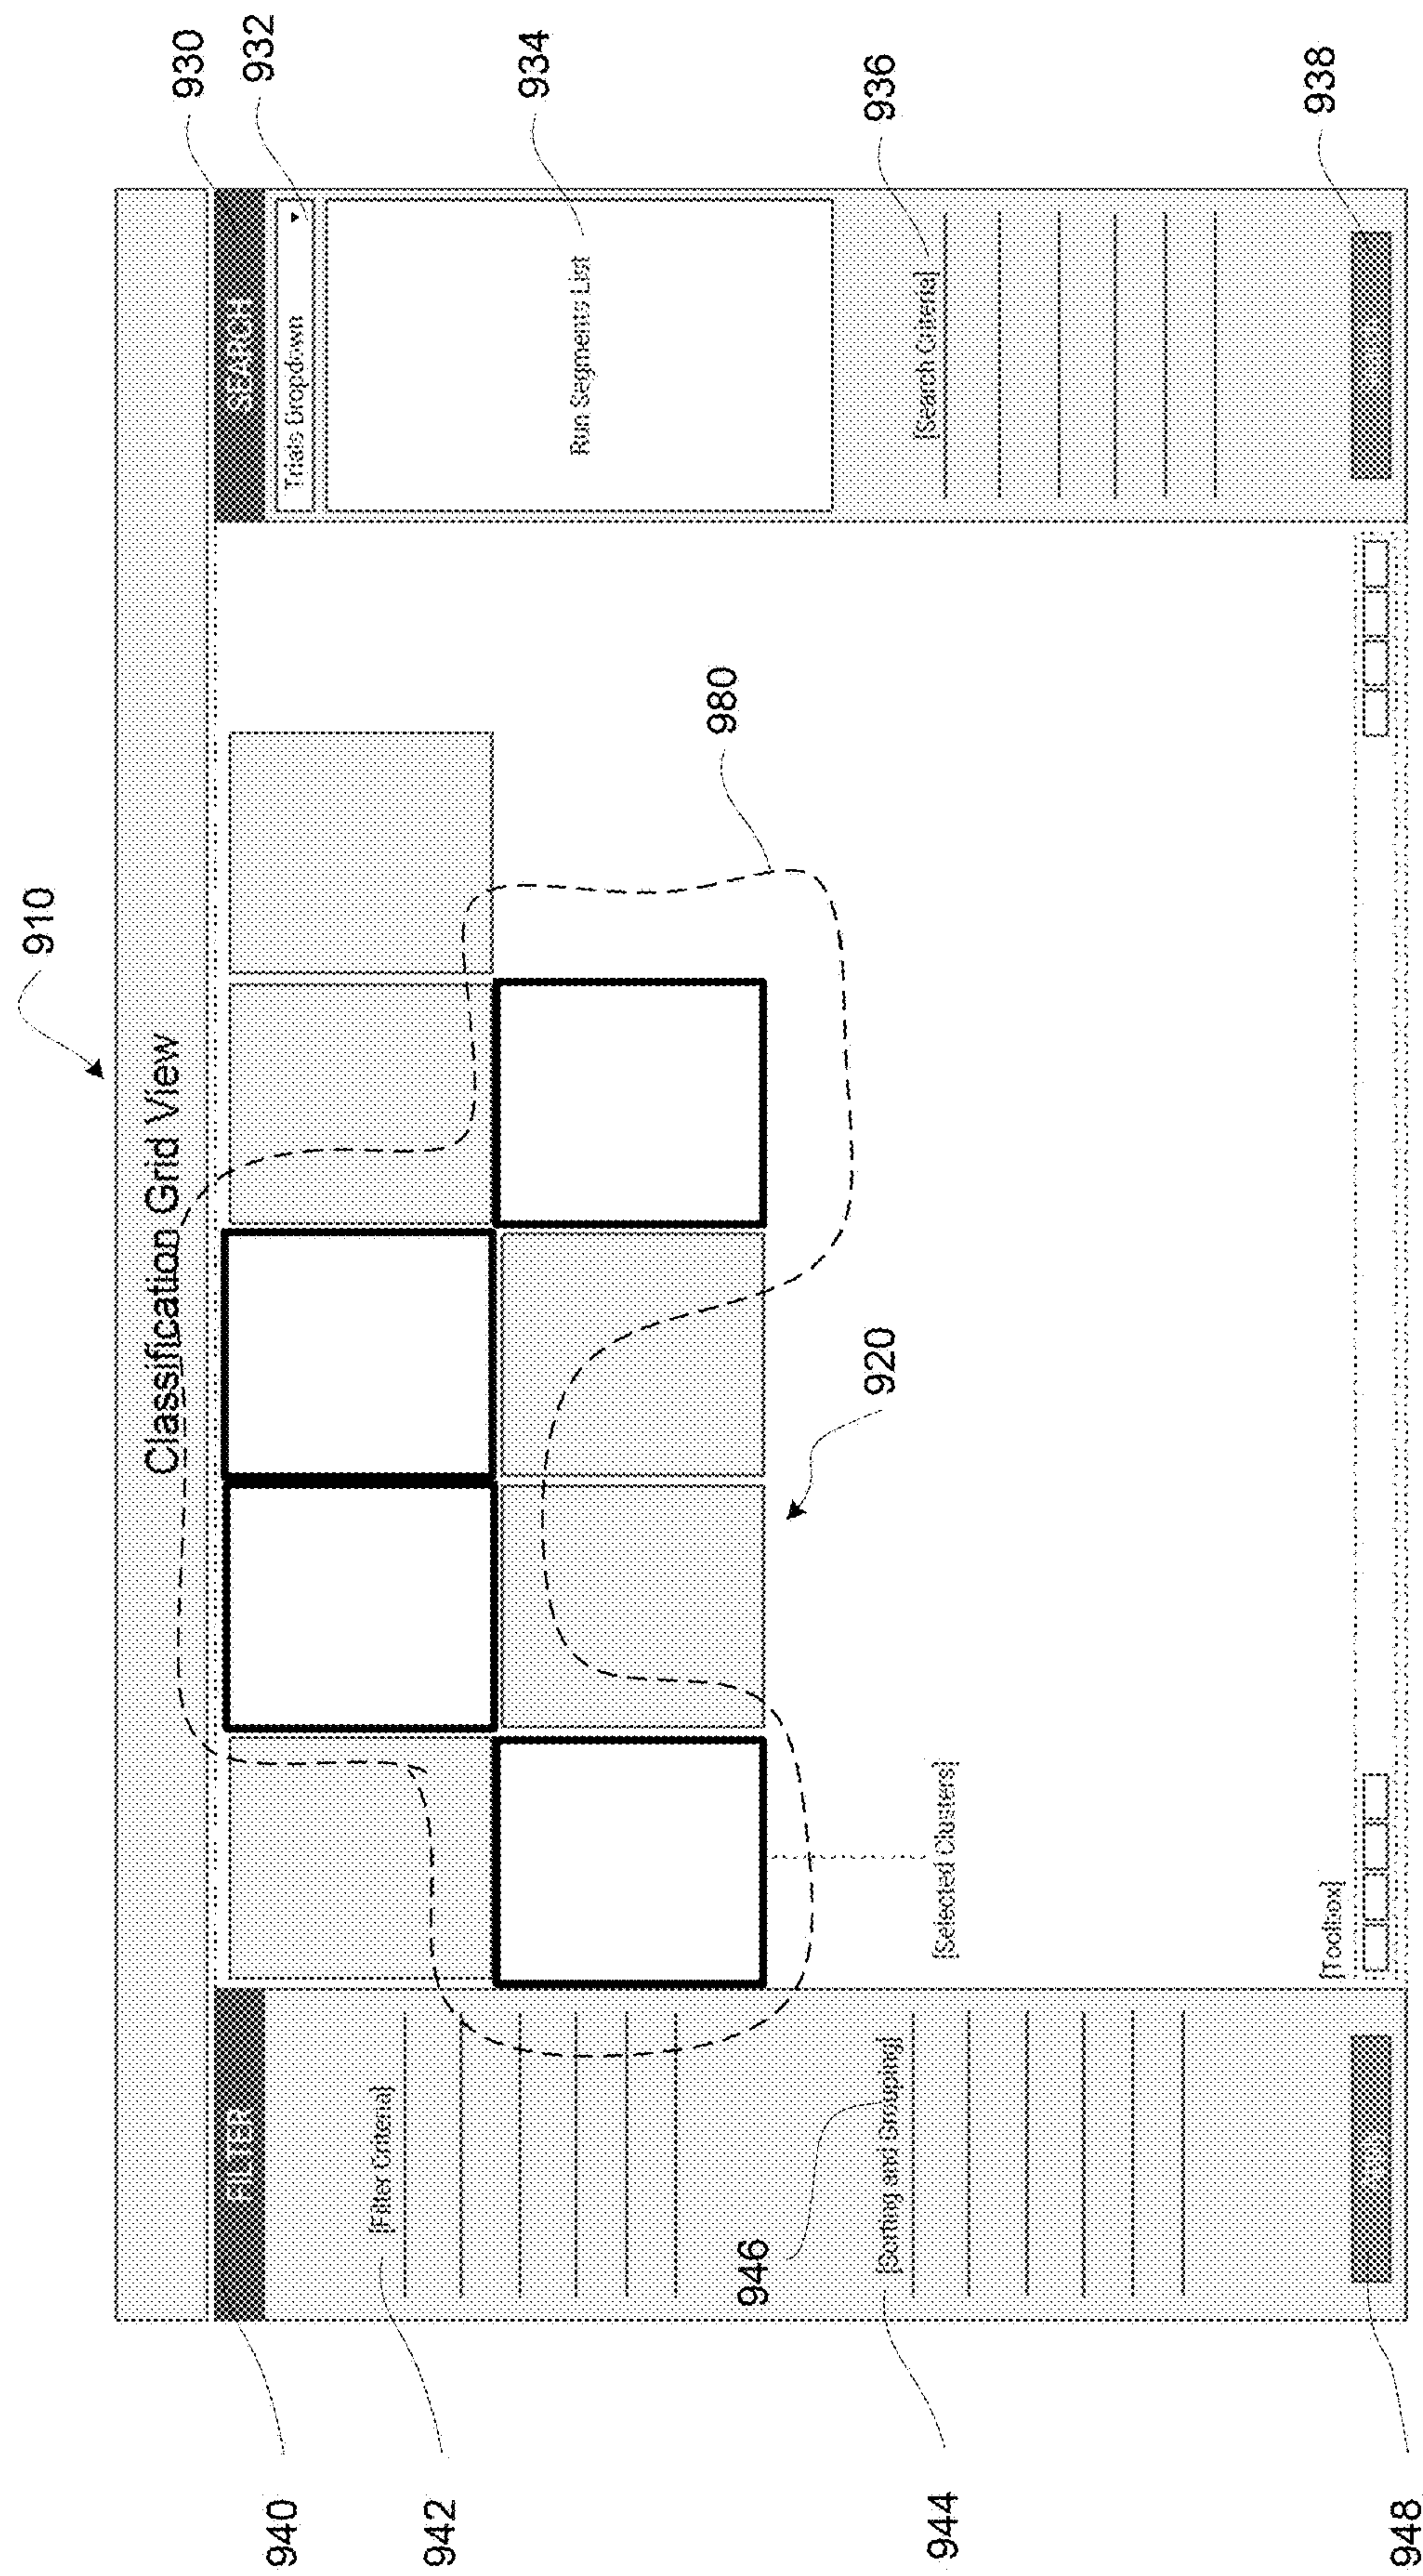 910
Classification Grid View
930
932
FILTER
SEARCH
940
Trials Dropdown
[Filter Criteria]
942
934
Run Segments List
980
946
920
936
[Sorting and Grouping]
[Search Criteria]
944
[Selected Clusters]
938
[Toolbox]
948